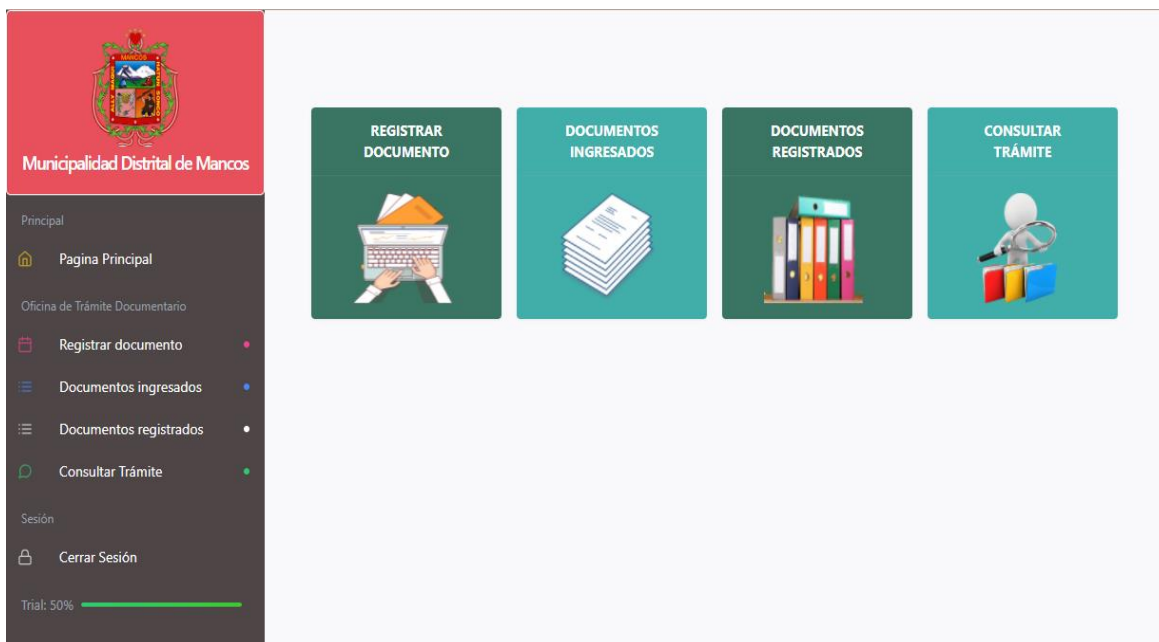 MANCOS
Municipalidad Distrital de Mancos
Principal
Pagina Principal
Oficina de Trámite Documentario
Registrar documento
Documentos ingresados
Documentos registrados
Consultar Trámite
Sesión
Cerrar Sesión
Trial: 50%
REGISTRAR
DOCUMENTO
DOCUMENTOS
INGRESADOS
DOCUMENTOS
REGISTRADOS
CONSULTAR
TRÁMITE